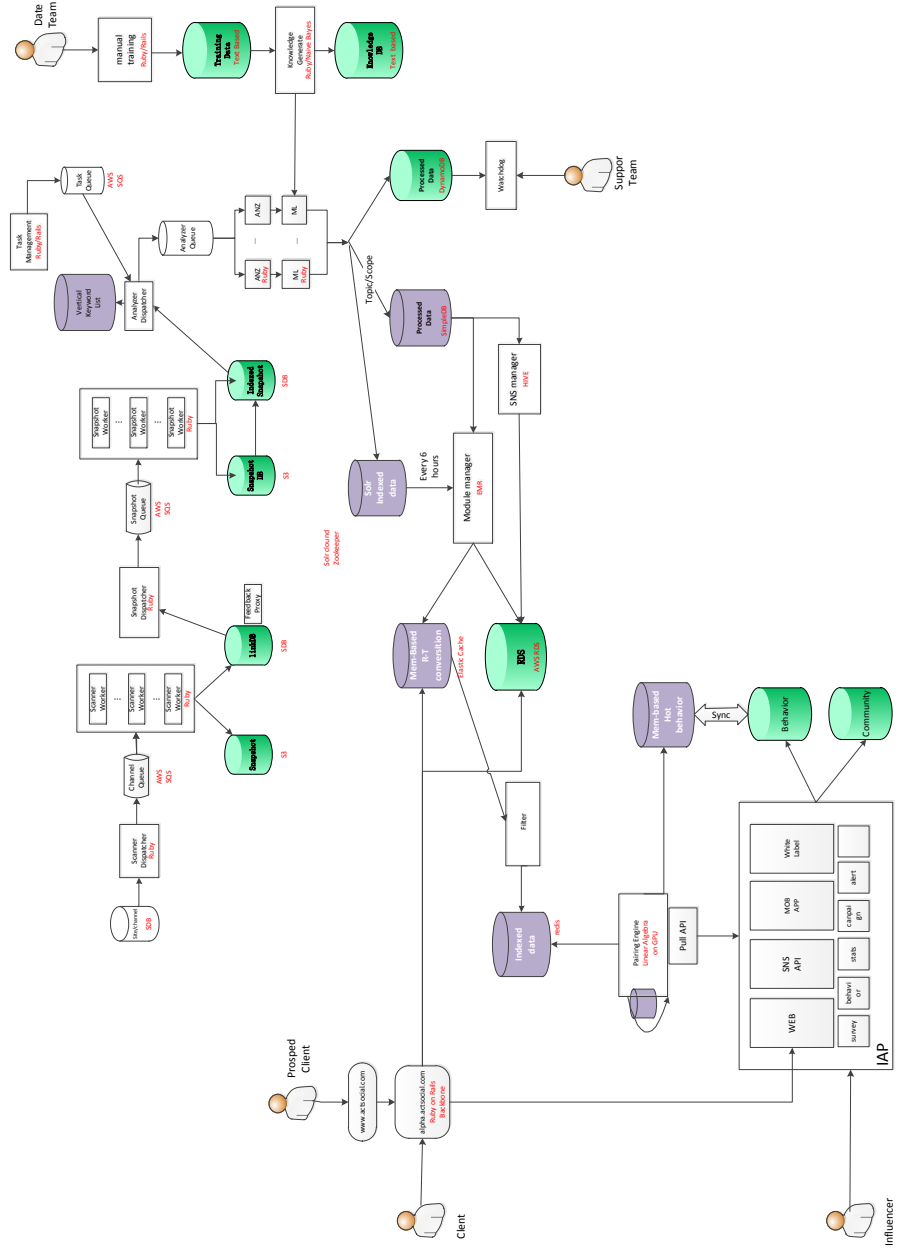 Date
Team
manual
training
Ruby/Rails
Training
Data
Text Based
Knowledge
Generate
Ruby/Naive Bayes
Knowledge
DB
Text based
Task
Management
Ruby/Rails
Task
Queue
AWS
SQS
Vertical
Keyword
List
Analyzer
Dispatcher
Analyzer
Queue
ANZ
Ruby
...
ANZ
ML
Ruby
...
ML
Topic/Scope
Processed
Data
DynamoDB
Watchdog
Suppor
Team
Processed
Data
SimpleDB
SNS manager
HIVE
Solr
Indexed
data
Solr clound
Zookeeper
Every 6
hours
Module manager
EMR
Site/channel
SDB
Scanner
Dispatcher
Ruby
Channel
Queue
AWS
SQS
Scanner
Worker
...
Scanner
Worker
...
Scanner
Worker
Ruby
Snapshot
S3
linkDB
SDB
Feedback
Proxy
Snapshot
Dispatcher
Ruby
Snapshot
Queue
AWS
SQS
Snapshot
Worker
...
Snapshot
Worker
...
Snapshot
Worker
Ruby
Snapshot
DB
S3
Indexed
Snapshot
SDB
Mem-Based
R-T
conversition
Elastic Cache
RDS
AWS RDS
Filter
Indexed
data
redis
Pairing Engine
Linear Algebra
on GPU
Pull API
Mem-based
Hot
behavior
Sync
Behavior
Community
Prosped
Client
www.actsocial.com
alpha.actsocial.com
Ruby on Rails
Backbone
Clent
WEB
SNS
API
MOB
APP
White
Label
survey
behavi
or
stats
canpai
gn
alert
IAP
Influencer